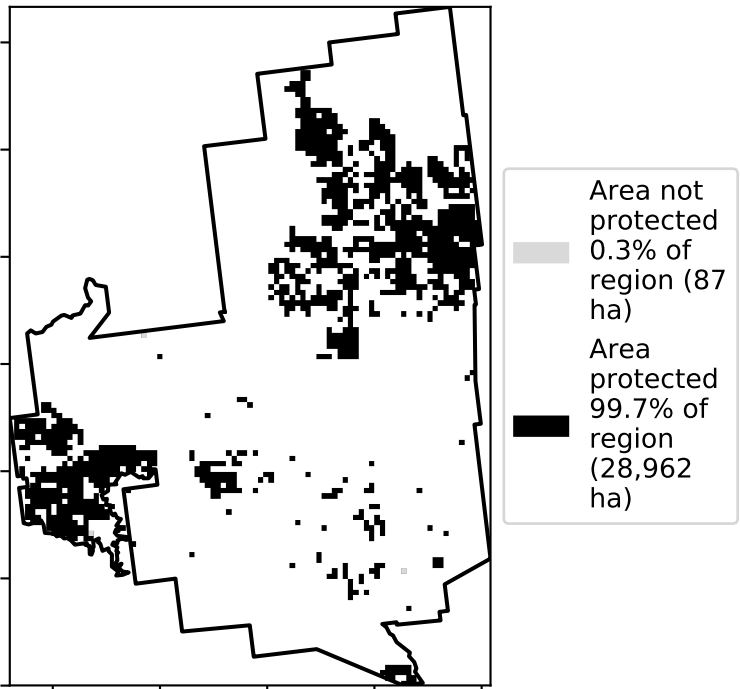 Area not
protected
0.3% of
region (87
ha)
Area
protected
99.7% of
region
(28,962
ha)